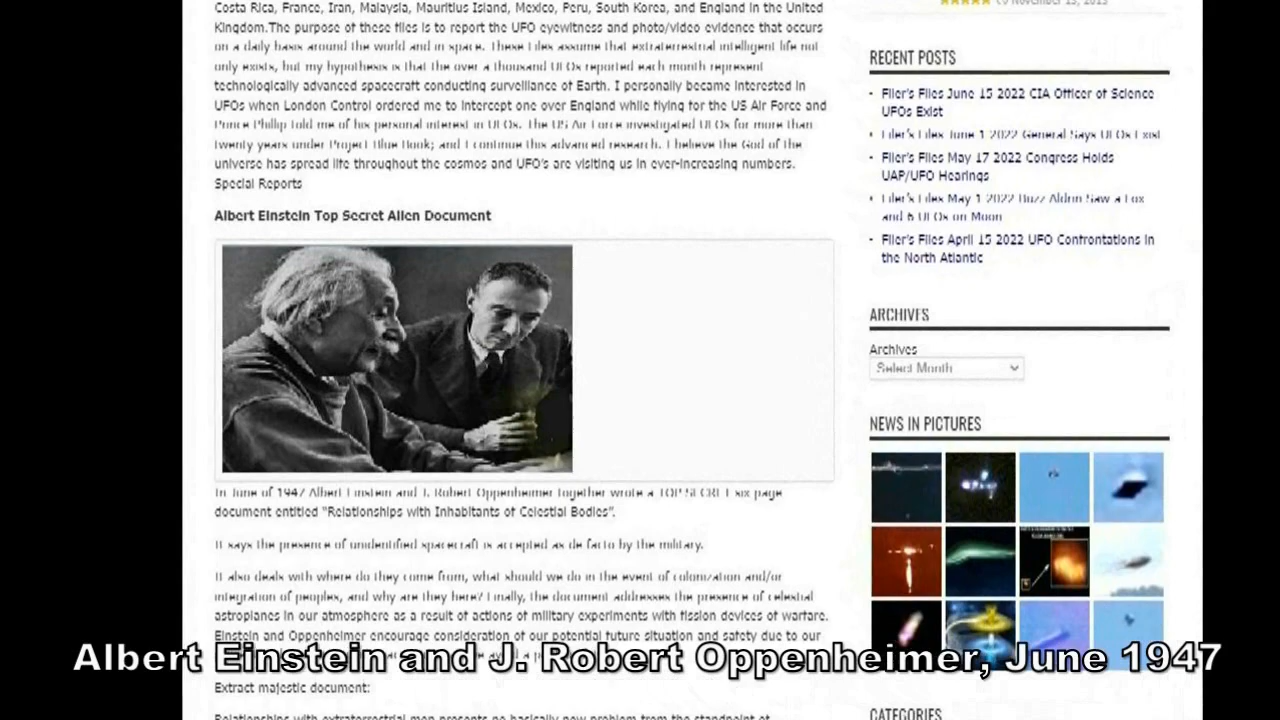 Costa Rica, France, Iran, Malaysia, Mauritius Island, Mexico, Peru, South Korea, and England in the United
Kingdom.The purpose of these files is to report the UFO eyewitness and photo/video evidence that occurs
on a daily basis around the world and in space. These Files assume that extraterrestrial intelligent life not
only exists, but my hypothesis is that the over a thousand UFOs reported each month represent
technologically advanced spacecraft conducting surveillance of Earth. I personally became interested in
UFOs when London Control ordered me to intercept one over England while flying for the US Air Force and
Prince Phillip told me of his personal interest in UFOs. The US Air Force investigated UFOs for more than
twenty years under Project Blue Book; and I continue this advanced research. I believe the God of the
universe has spread life throughout the cosmos and UFO's are visiting us in ever-increasing numbers.
Special Reports
Albert Einstein Top Secret Alien Document
In June of 1947 Albert Einstein and J. Robert Oppenheimer together wrote a TOP SECRET six page
document entitled "Relationships with Inhabitants of Celestial Bodies".
It says the presence of unidentified spacecraft is accepted as de facto by the military.
It also deals with where do they come from, what should we do in the event of colonization and/or
integration of peoples, and why are they here? Finally, the document addresses the presence of celestial
astroplanes in our atmosphere as a result of actions of military experiments with fission devices of warfare.
Einstein and Oppenheimer encourage consideration of our potential future situation and safety due to our
Albert Einstein and J. Robert Oppenheimer, June 1947
Extract majestic document:
Relationships with extraterrestrial men presents no basically new problem from the standpoint of
November 15, 2013
RECENT POSTS
Filer's Files June 15 2022 CIA Officer of Science
UFOs Exist
Filer's Files June 1 2022 General Says UFOs Exist
Filer's Files May 17 2022 Congress Holds
UAP/UFO Hearings
Filer's Files May 1 2022 Buzz Aldrin Saw a Fox
and 6 UFOs on Moon
Filer's Files April 15 2022 UFO Confrontations in
the North Atlantic
ARCHIVES
Archives
Select Month
NEWS IN PICTURES
CATEGORIES